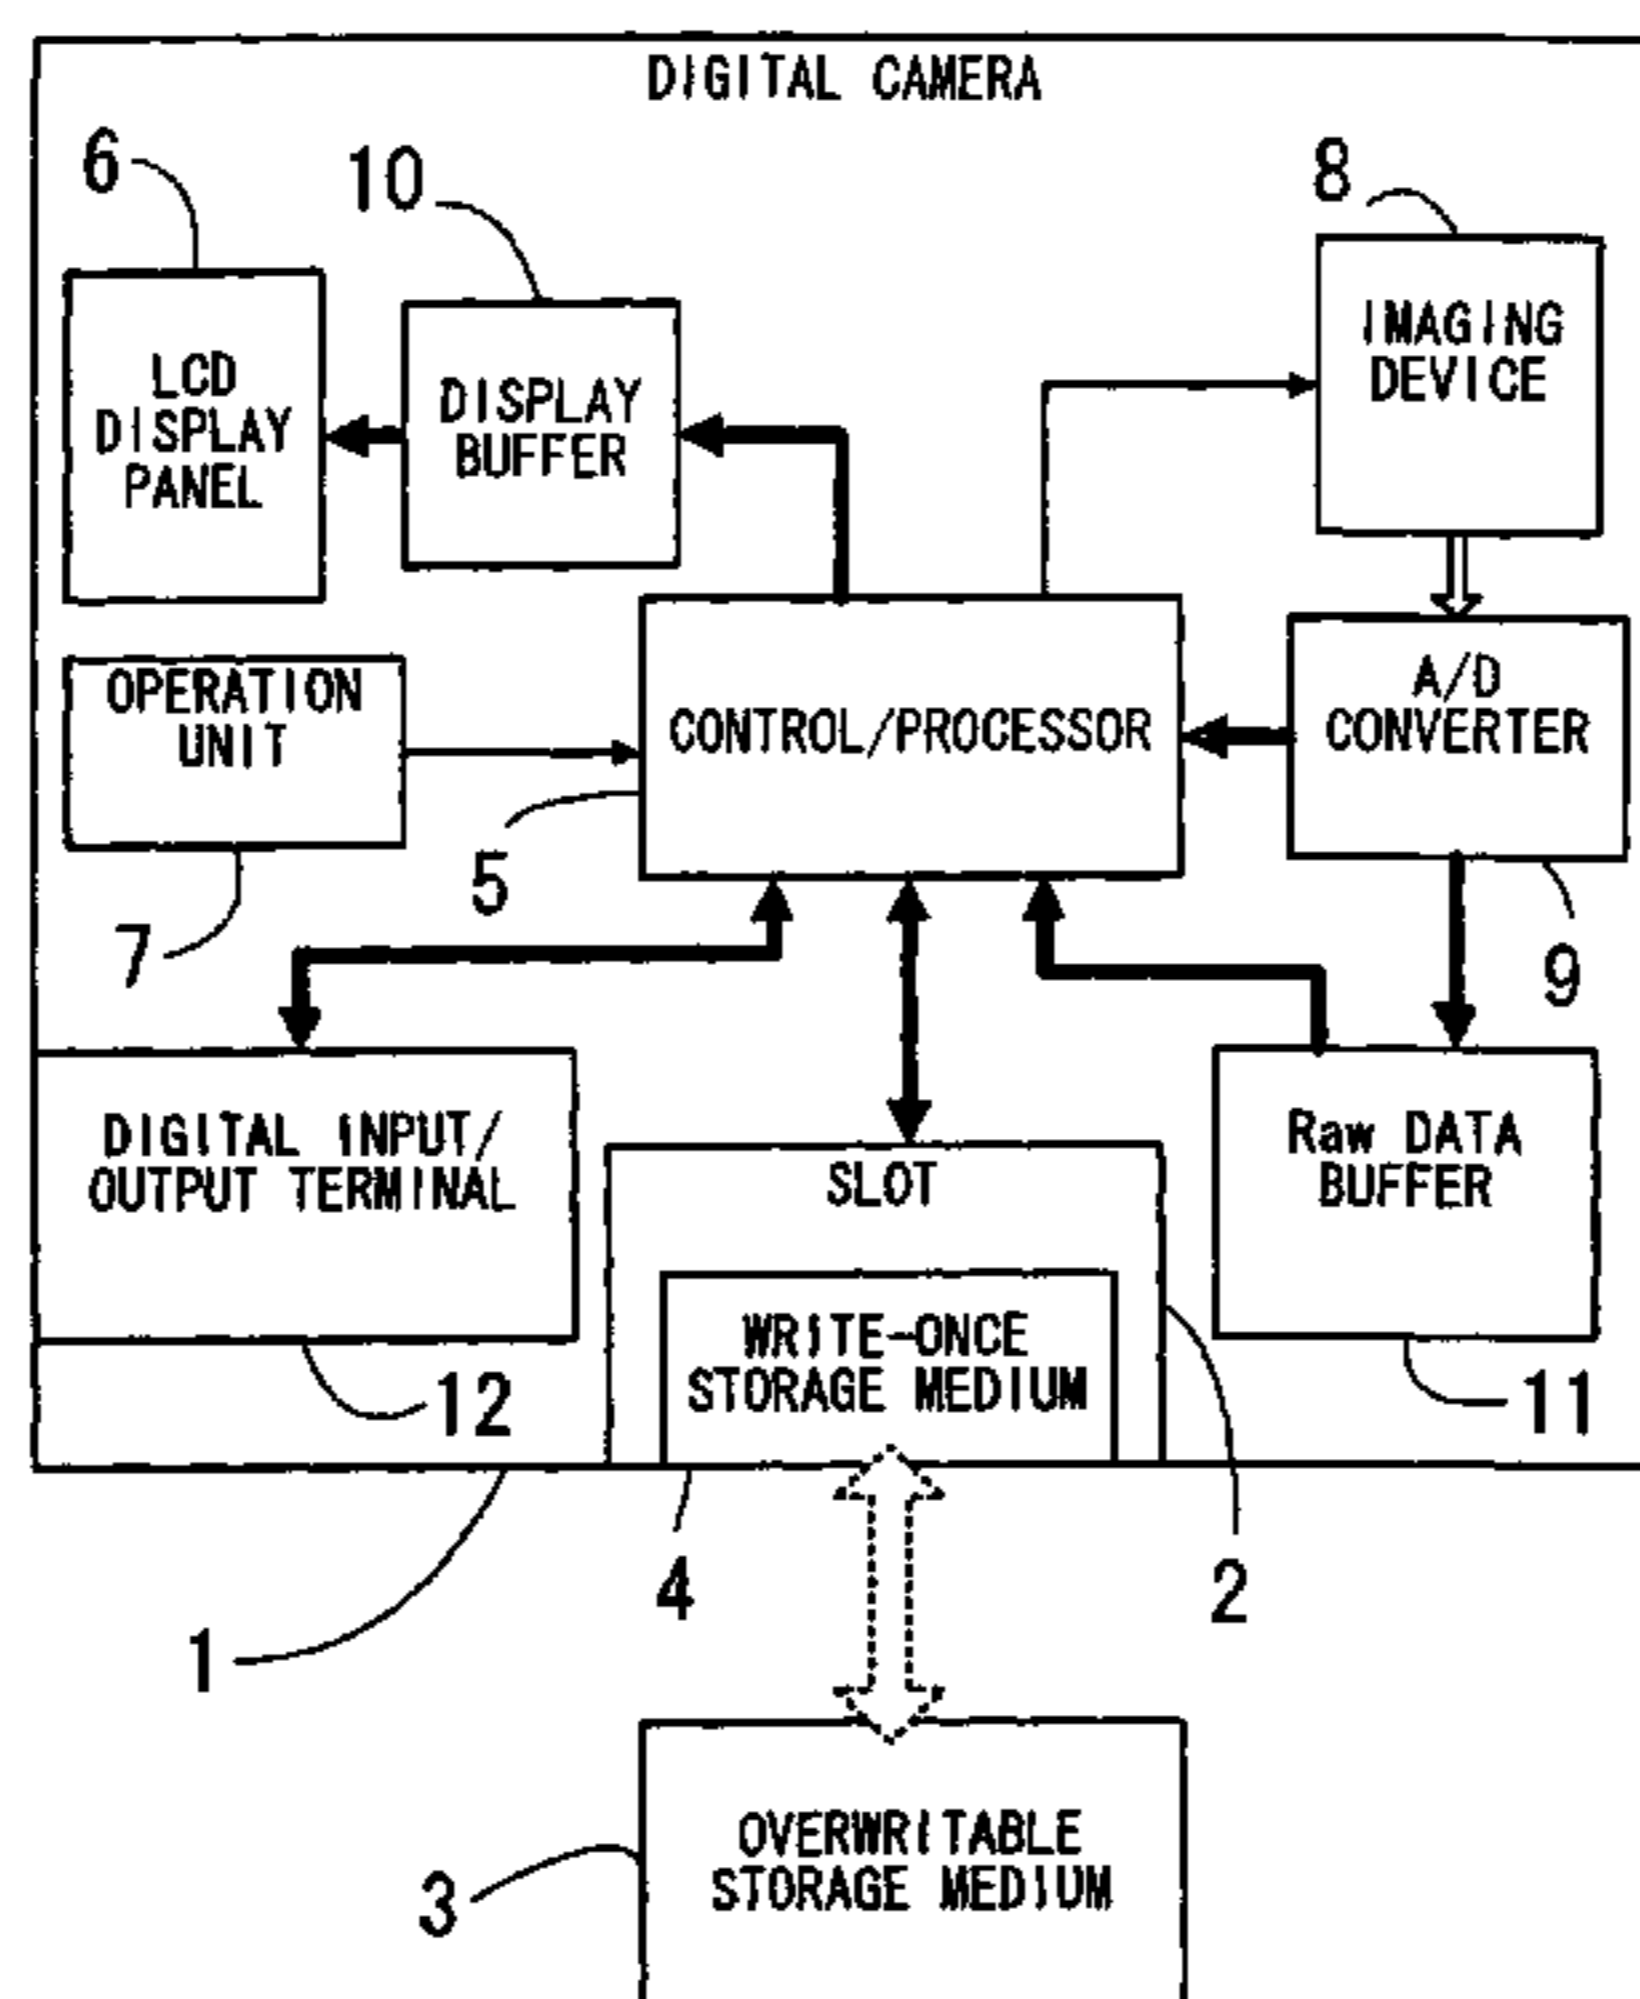 DIGITAL CAMERA
6
10
8
LCD
DISPLAY
PANEL
DISPLAY
BUFFER
IMAGING
DEVICE
OPERATION
UNIT
CONTROL/PROCESSOR
A/D
CONVERTER
5
7
9
DIGITAL INPUT/
OUTPUT TERMINAL
SLOT
Raw DATA
BUFFER
WRITE-ONCE
STORAGE MEDIUM
12
11
4
2
1
OVERWRITABLE
STORAGE MEDIUM
3